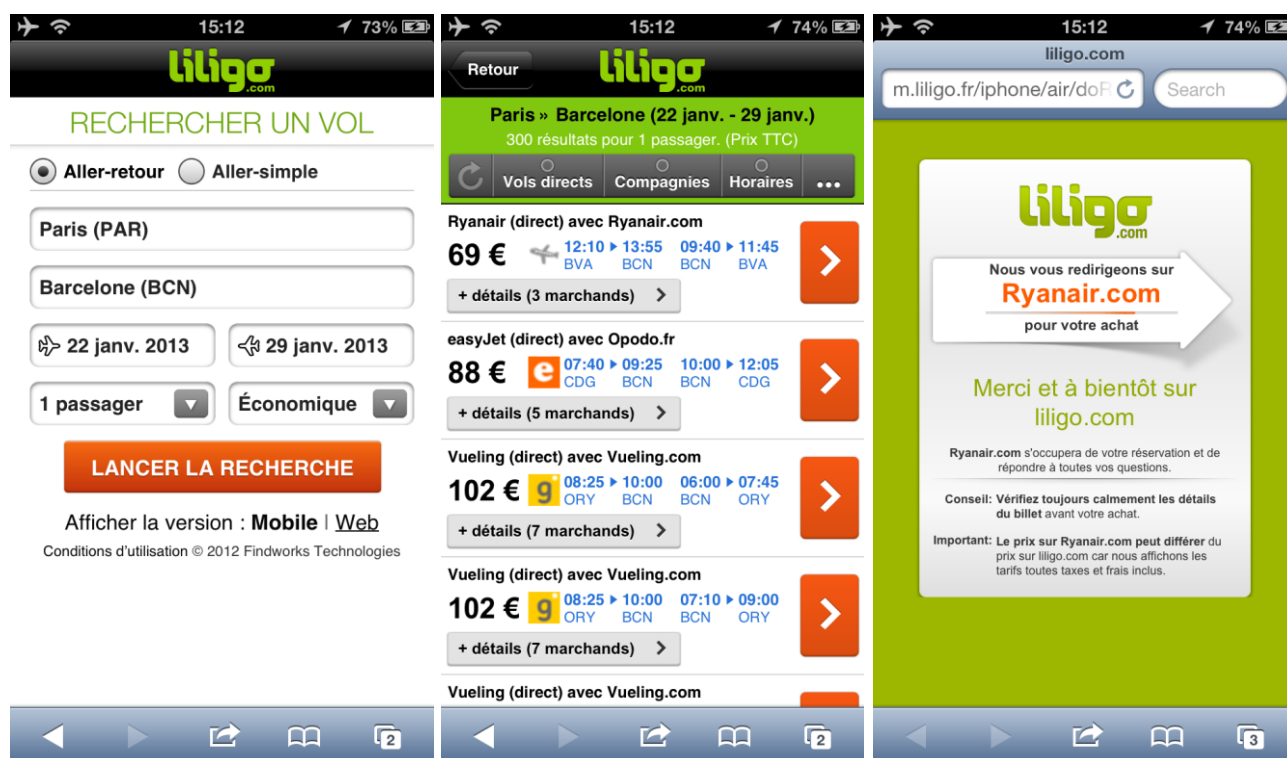 15:12
73%
liligo
.com
RECHERCHER UN VOL
Aller-retour Aller-simple
Paris (PAR)
Barcelone (BCN)
22 janv. 2013 29 janv. 2013
1 passager Économique
LANCER LA RECHERCHE
Afficher la version : Mobile | Web
Conditions d'utilisation © 2012 Findworks Technologies
2
15:12
74%
Retour
liligo
.com
Paris » Barcelone (22 janv. - 29 janv.)
300 résultats pour 1 passager. (Prix TTC)
Vols directs Compagnies Horaires ...
Ryanair (direct) avec Ryanair.com
69 € 12:10 ▸ 13:55 09:40 ▸ 11:45
BVA BCN BCN BVA
+ détails (3 marchands)
easyJet (direct) avec Opodo.fr
88 € e 07:40 ▸ 09:25 10:00 ▸ 12:05
CDG BCN BCN CDG
+ détails (5 marchands)
Vueling (direct) avec Vueling.com
102 € g 08:25 ▸ 10:00 06:00 ▸ 07:45
ORY BCN BCN ORY
+ détails (7 marchands)
Vueling (direct) avec Vueling.com
102 € g 08:25 ▸ 10:00 07:10 ▸ 09:00
ORY BCN BCN ORY
+ détails (7 marchands)
Vueling (direct) avec Vueling.com
2
15:12
74%
liligo.com
m.liligo.fr/iphone/air/doR Search
liligo
.com
Nous vous redirigeons sur
Ryanair.com
pour votre achat
Merci et à bientôt sur
liligo.com
Ryanair.com s'occupera de votre réservation et de
répondre à toutes vos questions.
Conseil: Vérifiez toujours calmement les détails
du billet avant votre achat.
Important: Le prix sur Ryanair.com peut différer du
prix sur liligo.com car nous affichons les
tarifs toutes taxes et frais inclus.
3